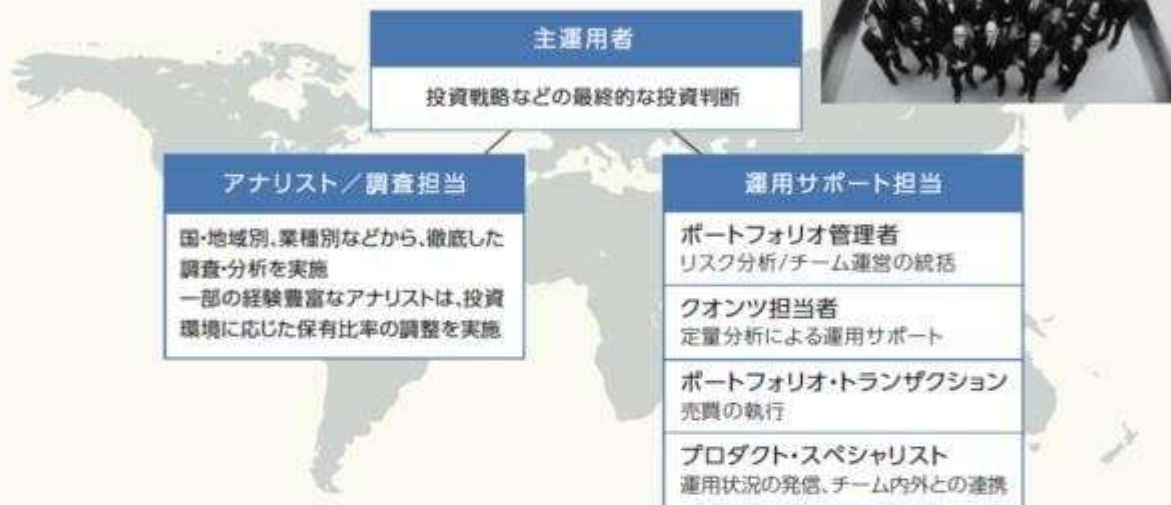 主運用者
投資戦略などの最終的な投資判断
アナリスト／調査担当
国・地域別、業種別などから、徹底した
調査・分析を実施
一部の経験豊富なアナリストは、投資
環境に応じた保有比率の調整を実施
運用サポート担当
ポートフォリオ管理者
リスク分析/チーム運営の統括
クオンツ担当者
定量分析による運用サポート
ポートフォリオ・トランザクション
売買の執行
プロダクト・スペシャリスト
運用状況の発信、チーム内外との連携